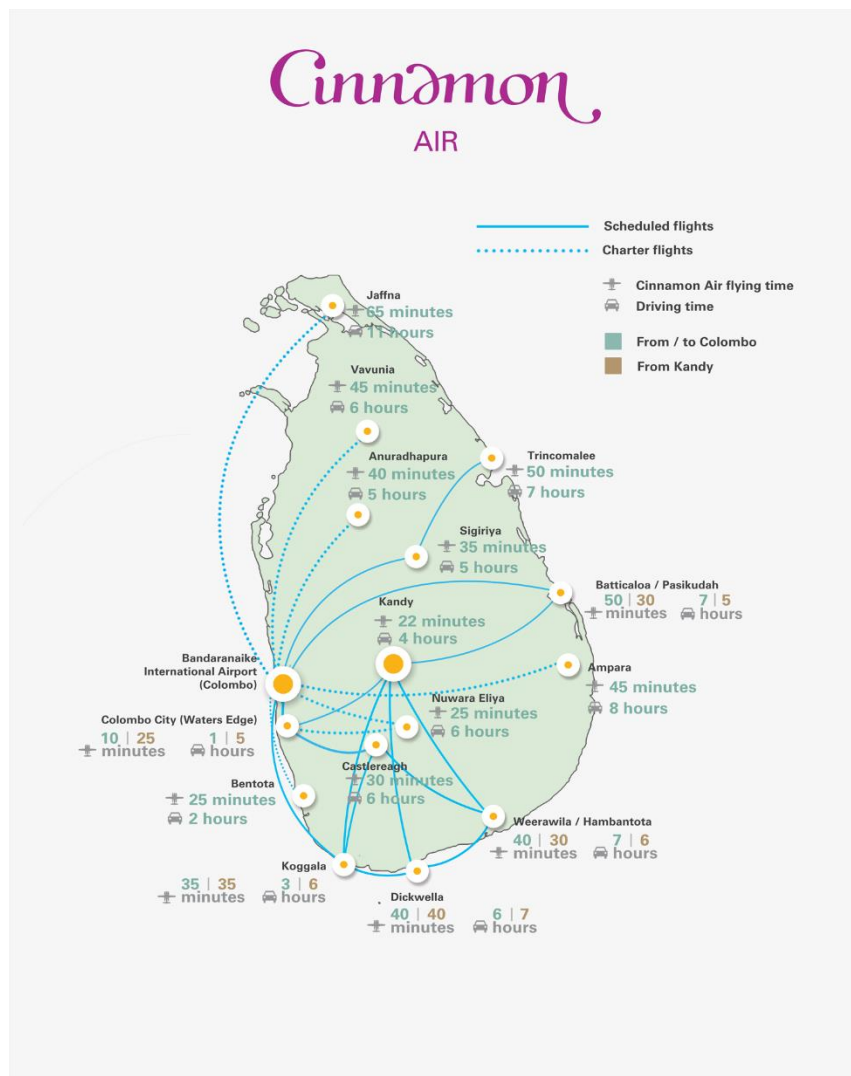 Cinnamon
AIR
Scheduled flights
Charter flights
Cinnamon Air flying time
Driving time
From / to Colombo
From Kandy
Jaffna
65 minutes
11 hours
Vavunia
45 minutes
6 hours
Anuradhapura
40 minutes
5 hours
Trincomalee
50 minutes
7 hours
Sigiriya
35 minutes
5 hours
Batticaloa / Pasikudah
50 | 30 7 | 5
minutes hours
Kandy
22 minutes
4 hours
Bandaranaike
International Airport
(Colombo)
Ampara
45 minutes
8 hours
Nuwara Eliya
25 minutes
6 hours
Colombo City (Waters Edge)
10 | 25 1 | 5
minutes hours
Castlereagh
30 minutes
6 hours
Bentota
25 minutes
2 hours
Weerawila / Hambantota
40 | 30 7 | 6
minutes hours
Koggala
35 | 35 3 | 6
minutes hours
Dickwella
40 | 40 6 | 7
minutes hours